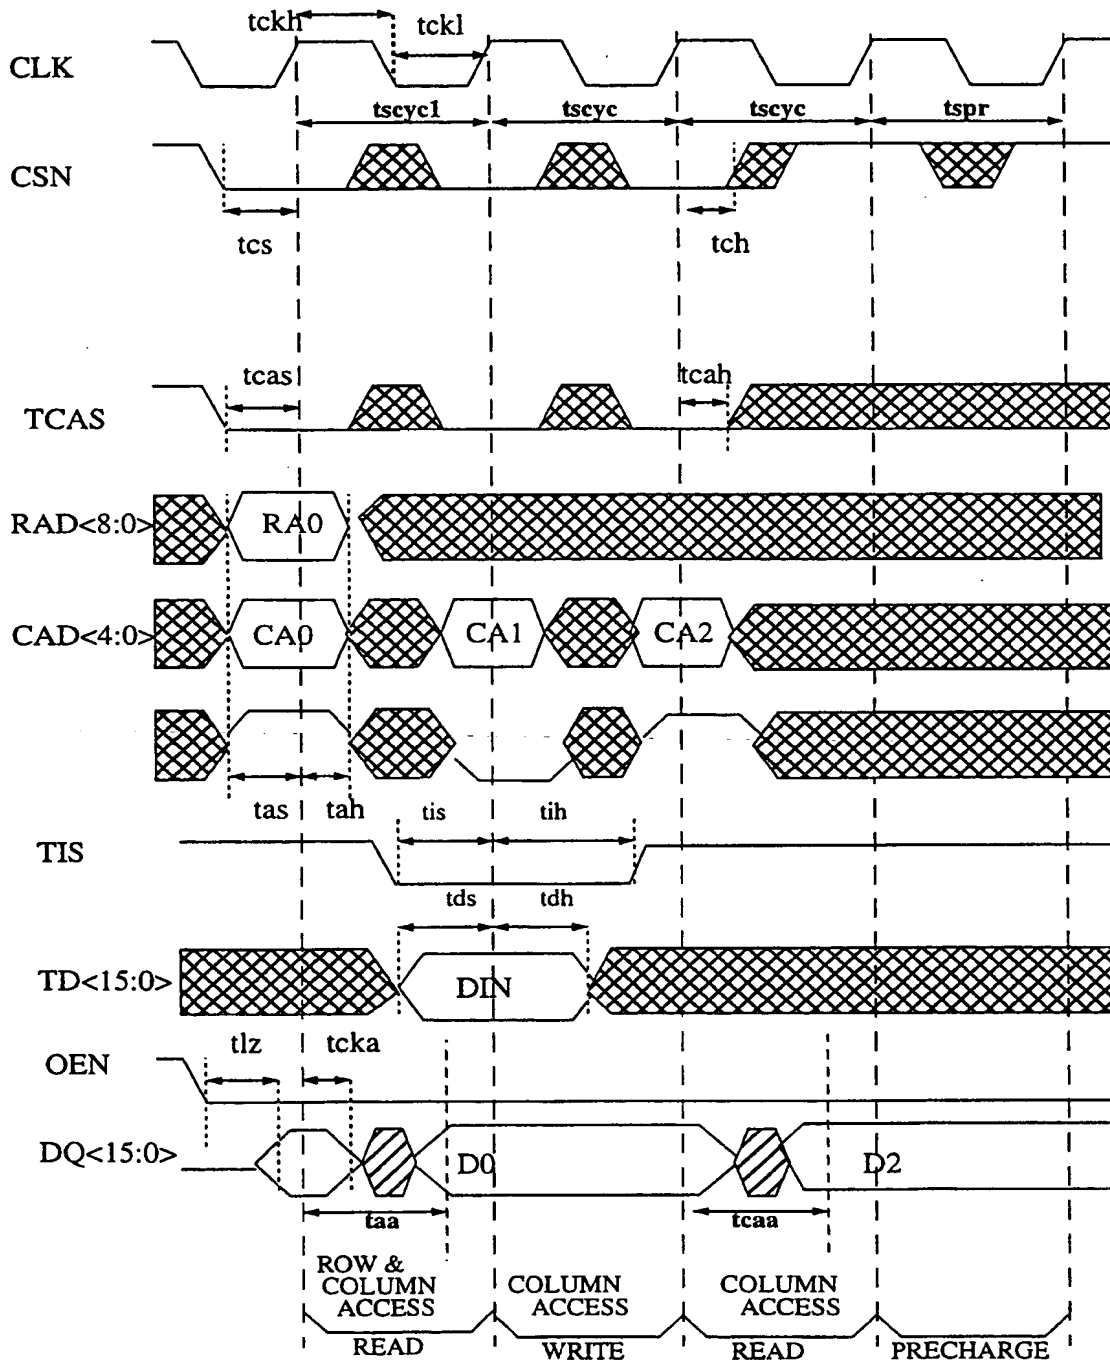 tckh tckl
CLK
tscyc1 tscyc tscyc tspr
CSN
tcs tch
tcas tcah
TCAS
RAD<8:0> RA0
CAD<4:0> CA0 CA1 CA2
tas tah tis tih
TIS
tds tdh
TD<15:0> DIN
tlz tcka
OEN
DQ<15:0> D0 D2
taa tcaa
ROW &
COLUMN COLUMN COLUMN
ACCESS ACCESS ACCESS
READ WRITE READ PRECHARGE